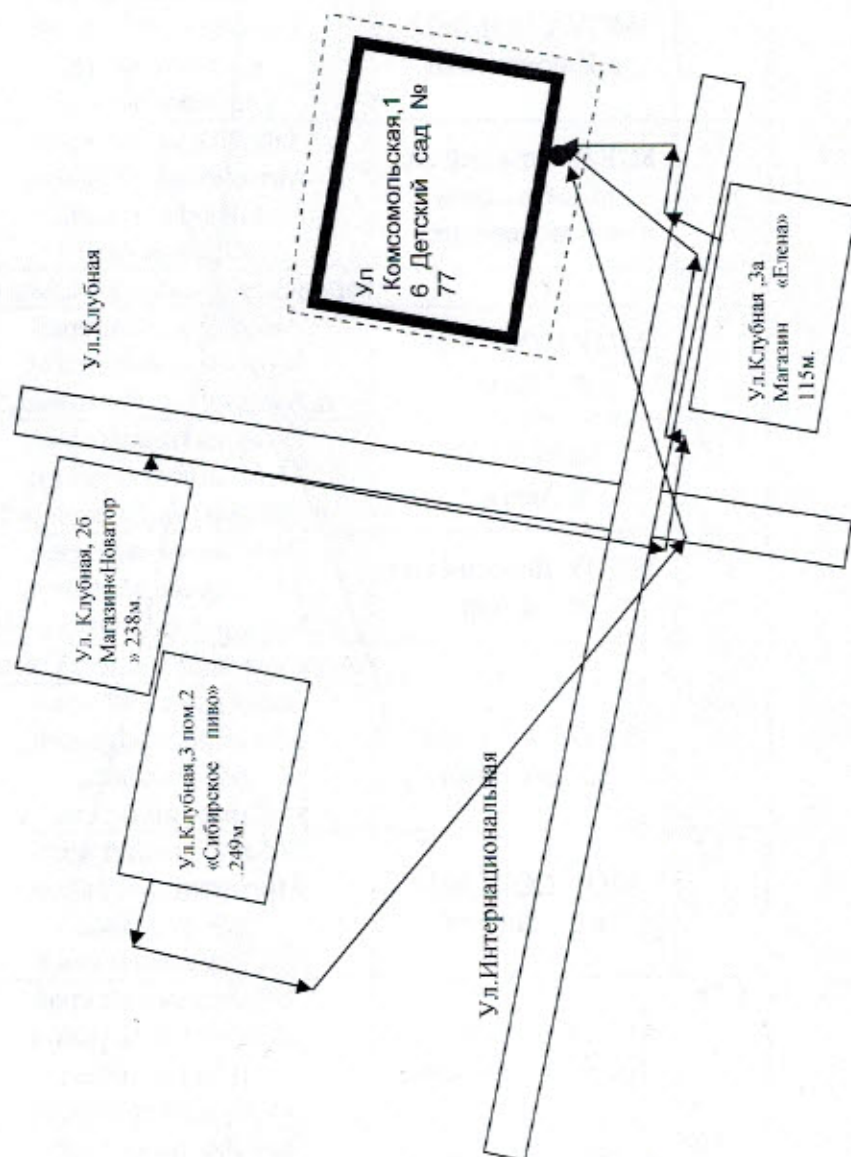 Ул.Клубная
Ул
Комсомольская,1
6 Детский сад №
77
Ул. Клубная, 2б
Магазин«Новатор
» 238м.
Ул.Клубная,3 пом.2
«Сибирское пиво»
249м.
Ул.Интернациональная
Ул.Клубная ,3а
Магазин «Елена»
115м.